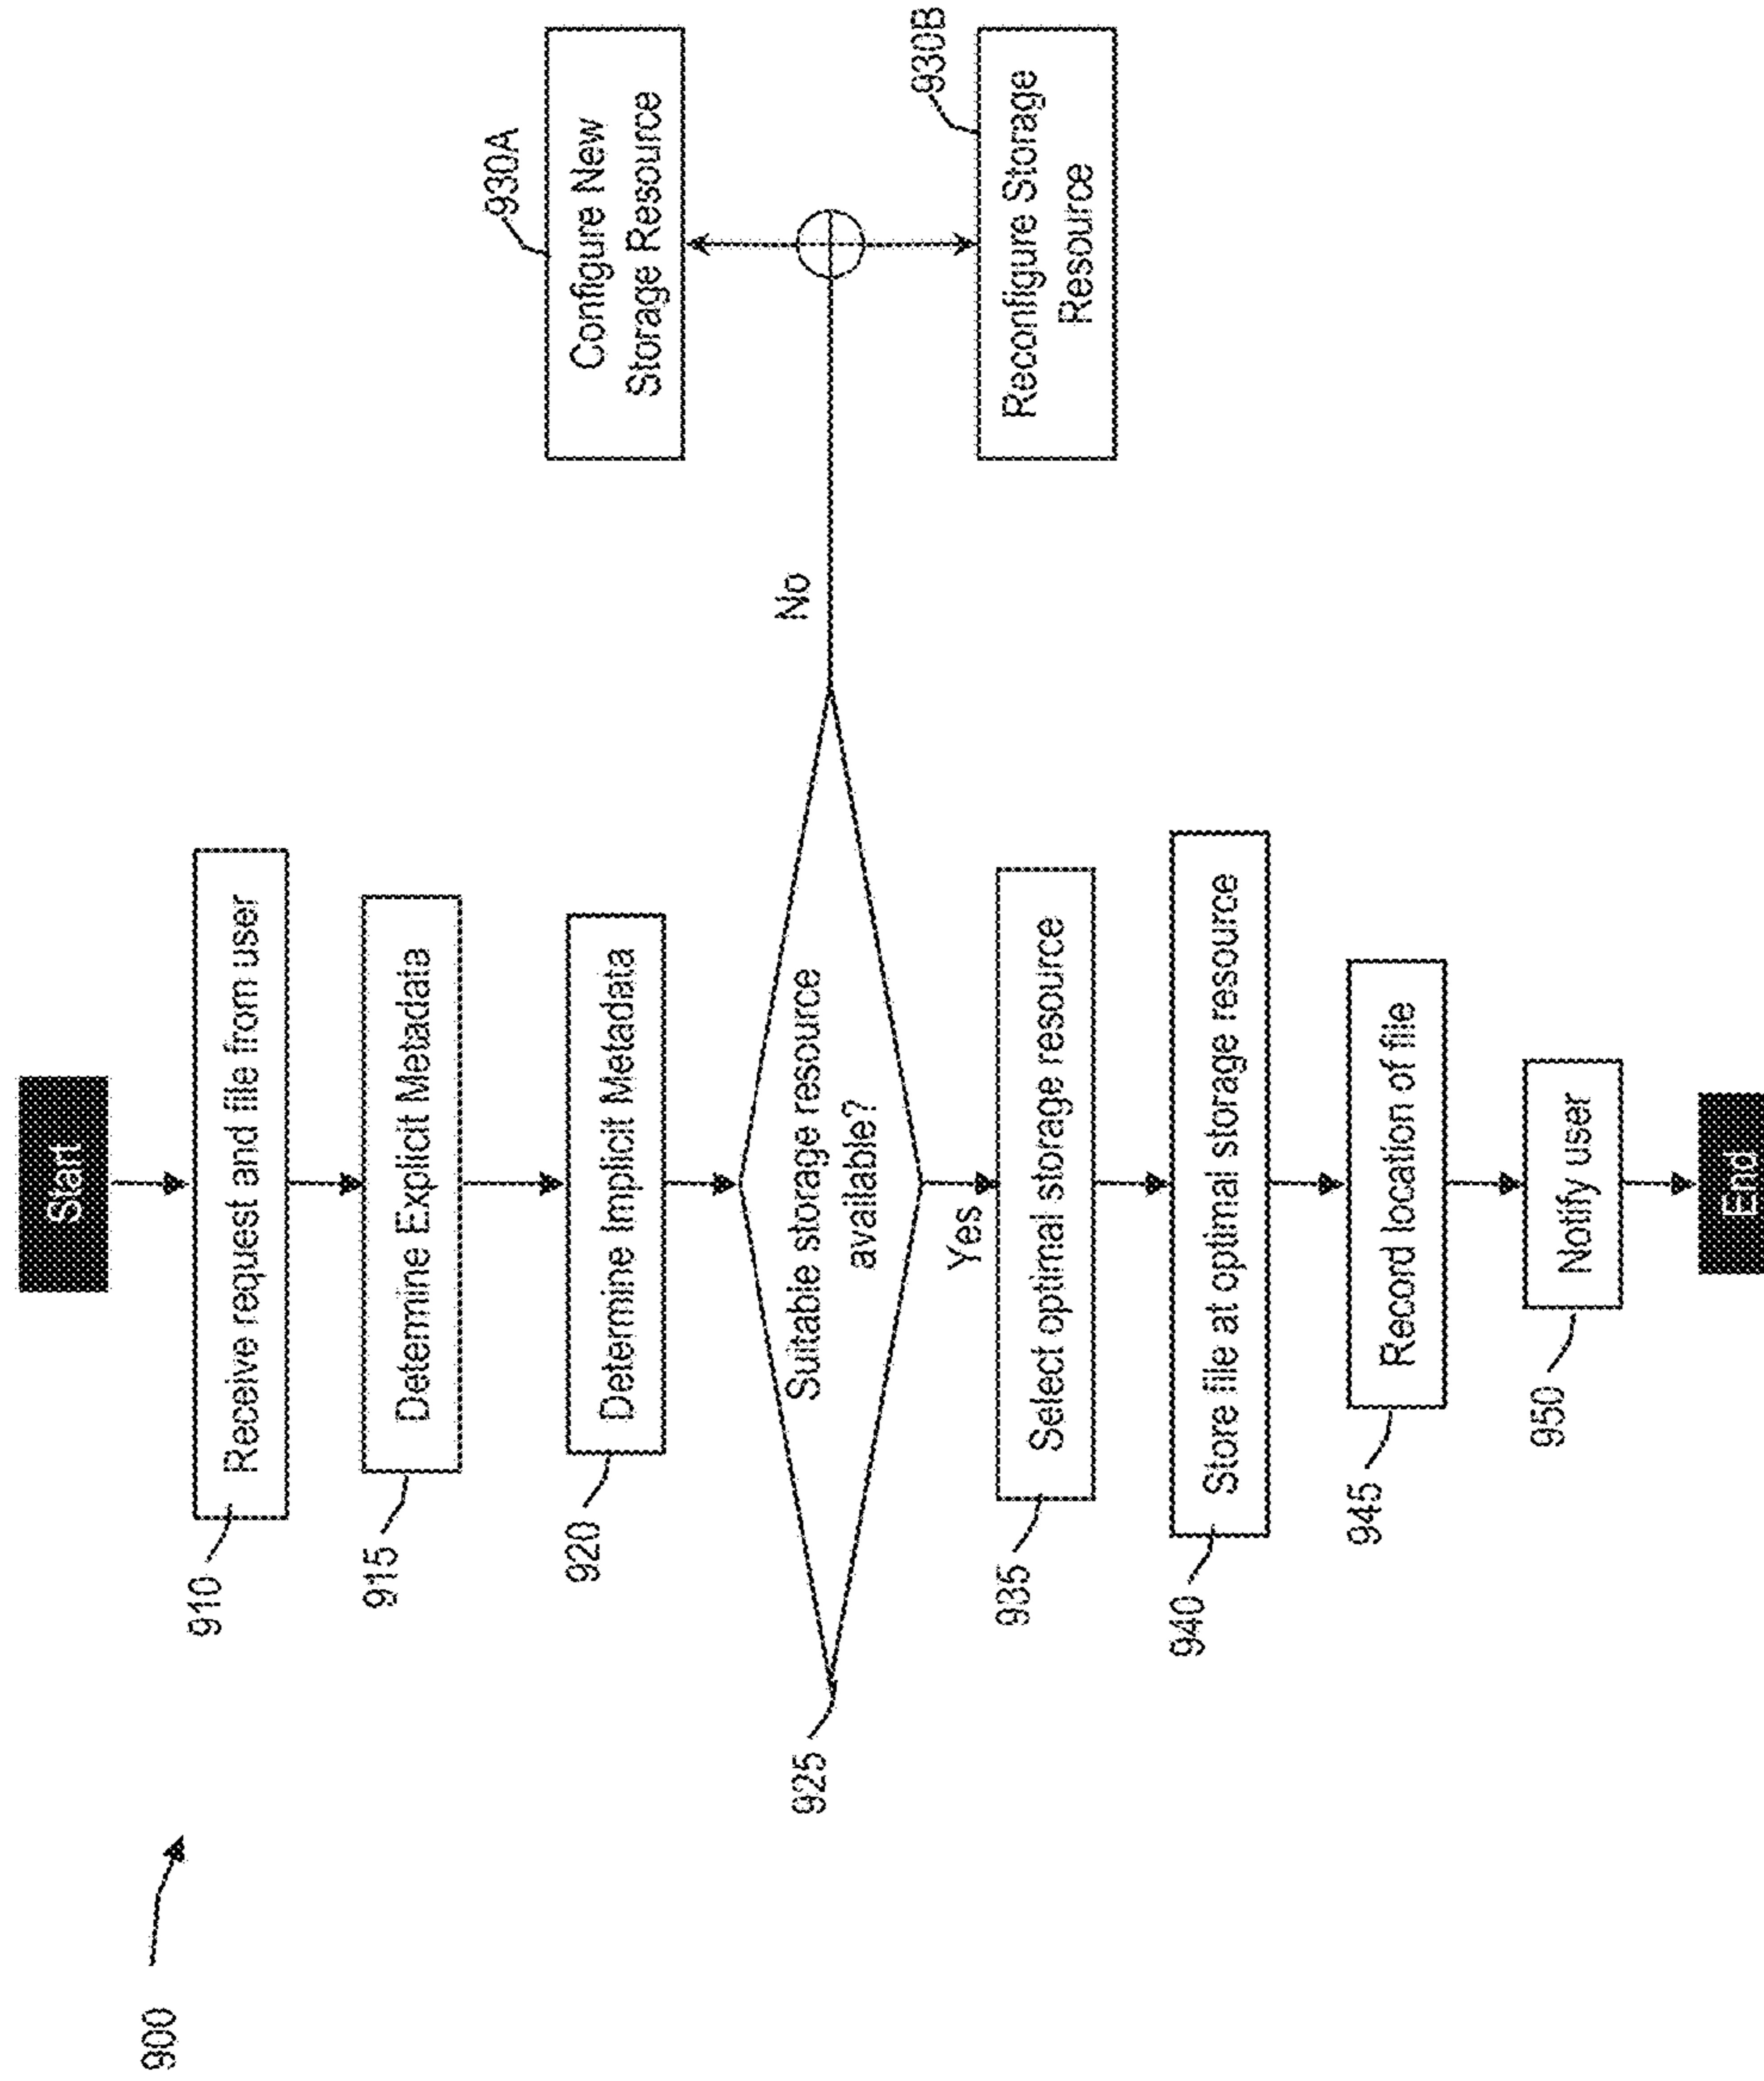 900
Start
910
Receive request and file from user
915
Determine Explicit Metadata
920
Determine Implicit Metadata
925
Suitable storage resource
available?
No
930A
Configure New
Storage Resource
930B
Reconfigure Storage
Resource
Yes
935
Select optimal storage resource
940
Store file at optimal storage resource
945
Record location of file
950
Notify user
End